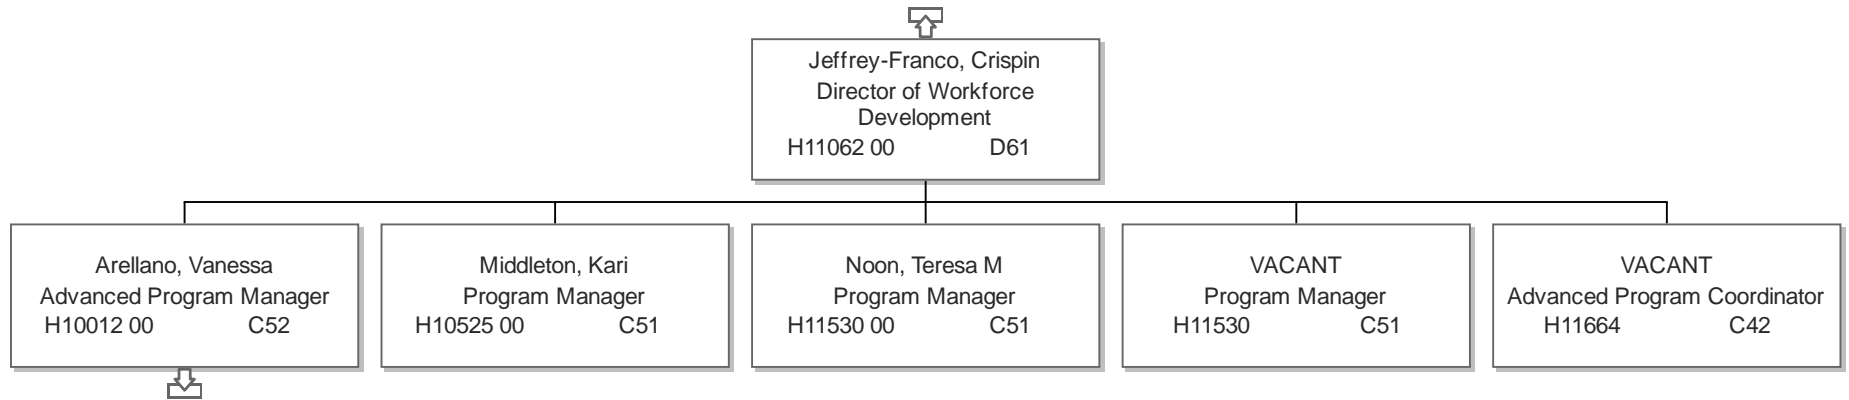 Jeffrey-Franco, Crispin
Director of Workforce
Development
H11062 00 D61
Arellano, Vanessa
Advanced Program Manager
H10012 00 C52
Middleton, Kari
Program Manager
H10525 00 C51
Noon, Teresa M
Program Manager
H11530 00 C51
VACANT
Program Manager
H11530 C51
VACANT
Advanced Program Coordinator
H11664 C42